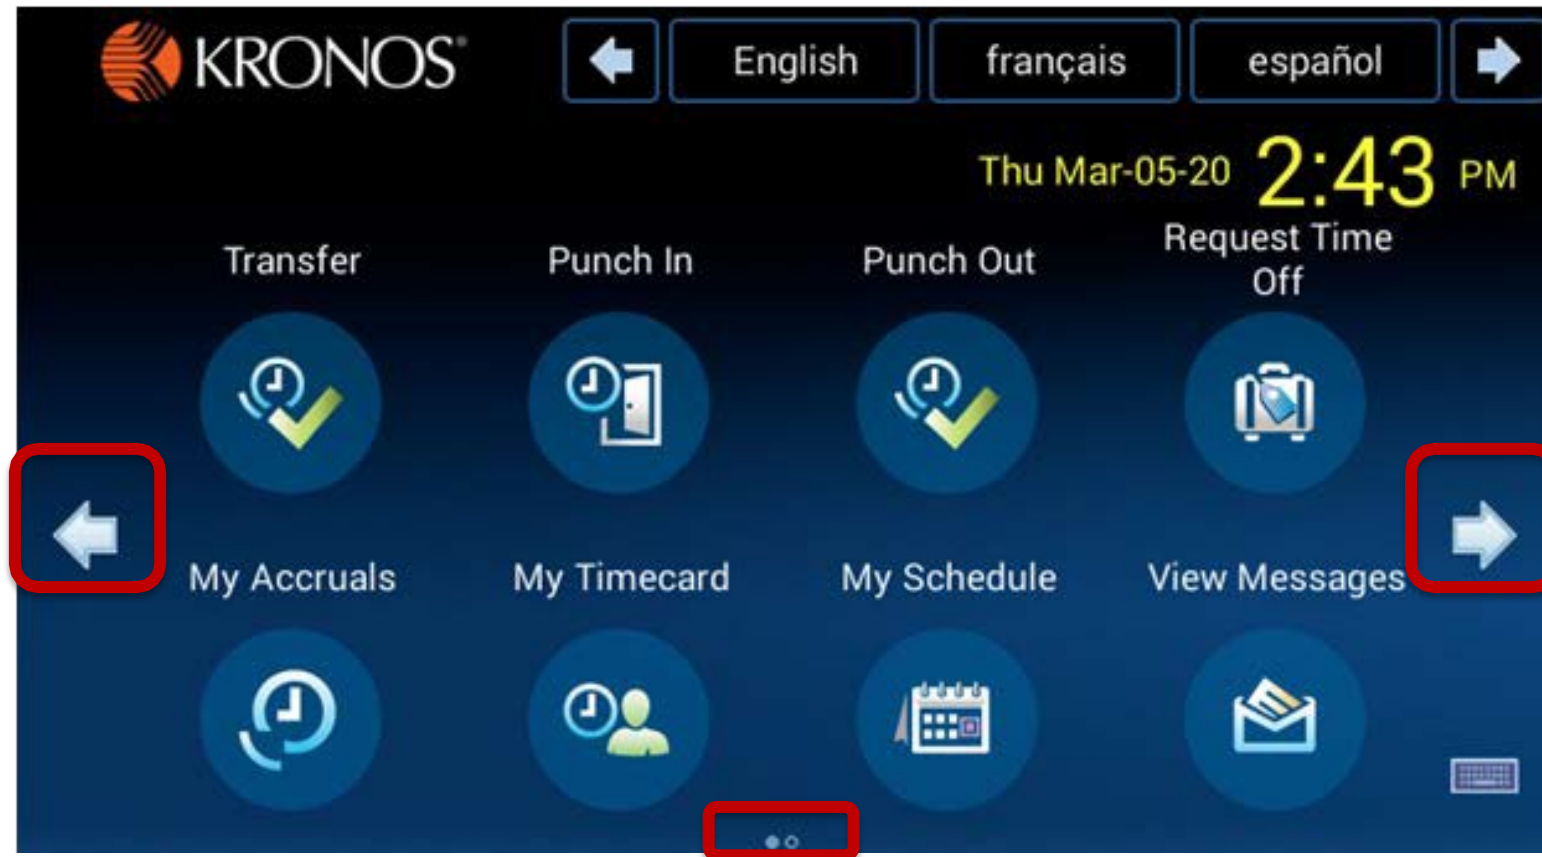 KRONOS
English français español
Thu Mar-05-20 2:43 PM
Transfer Punch In Punch Out Request Time
Off
My Accruals My Timecard My Schedule View Messages